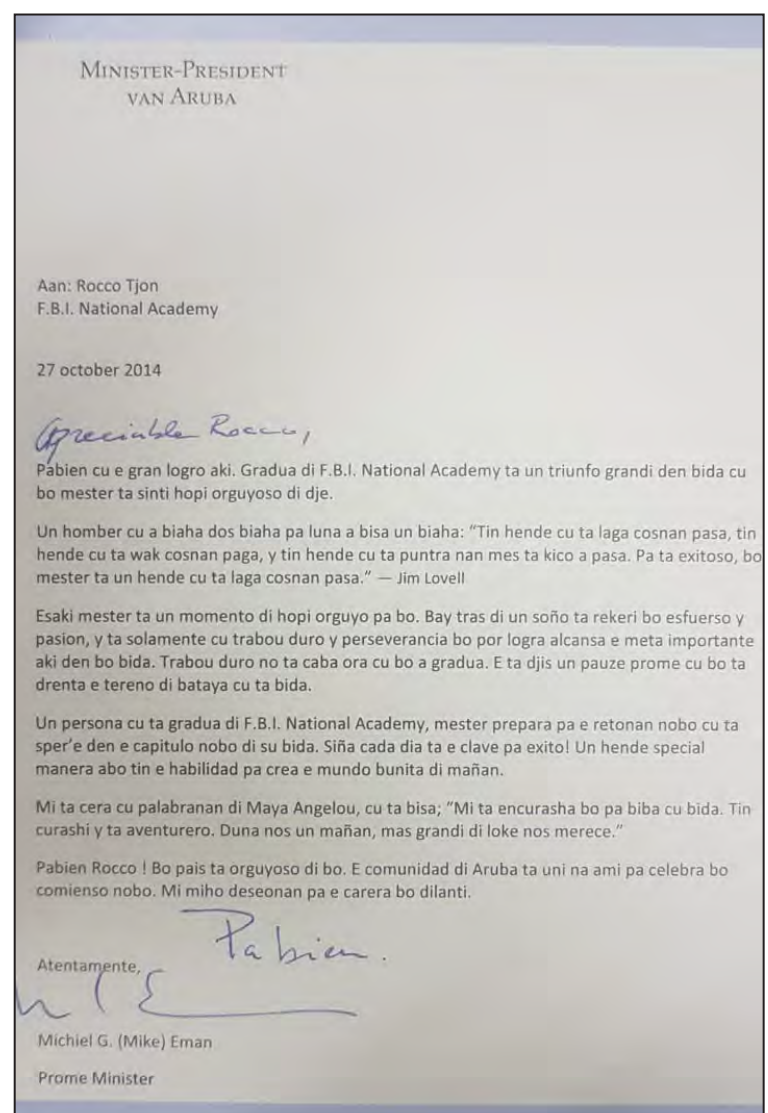 MINISTER-PRESIDENT
VAN ARUBA
Aan: Rocco Tjon
F.B.I. National Academy
27 october 2014
Apreciable Rocco,
Pabien cu e gran logro aki. Gradua di F.B.I. National Academy ta un triunfo grandi den bida cu
bo mester ta sinti hopi orguyoso di dje.
Un homber cu a biaha dos biaha pa luna a bisa un biaha: “Tin hende cu ta laga cosnan pasa, tin
hende cu ta wak cosnan paga, y tin hende cu ta puntra nan mes ta kico a pasa. Pa ta exitoso, bo
mester ta un hende cu ta laga cosnan pasa.” — Jim Lovell
Esaki mester ta un momento di hopi orguyo pa bo. Bay tras di un soño ta rekeri bo esfuerso y
pasion, y ta solamente cu trabou duro y perseverancia bo por logra alcansa e meta importante
aki den bo bida. Trabou duro no ta caba ora cu bo a gradua. E ta djis un pauze prome cu bo ta
drenta e tereno di bataya cu ta bida.
Un persona cu ta gradua di F.B.I. National Academy, mester prepara pa e retonan nobo cu ta
sper’e den e capitulo nobo di su bida. Siña cada dia ta e clave pa exito! Un hende special
manera abo tin e habilidad pa crea e mundo bunita di mañan.
Mi ta cera cu palabranan di Maya Angelou, cu ta bisa; “Mi ta encurasha bo pa biba cu bida. Tin
curashi y ta aventurero. Duna nos un mañan, mas grandi di loke nos merece.”
Pabien Rocco ! Bo pais ta orguyoso di bo. E comunidad di Aruba ta uni na ami pa celebra bo
comienso nobo. Mi miho deseonan pa e carera bo dilanti.
Pabien.
Atentamente,
Michiel G. (Mike) Eman
Prome Minister